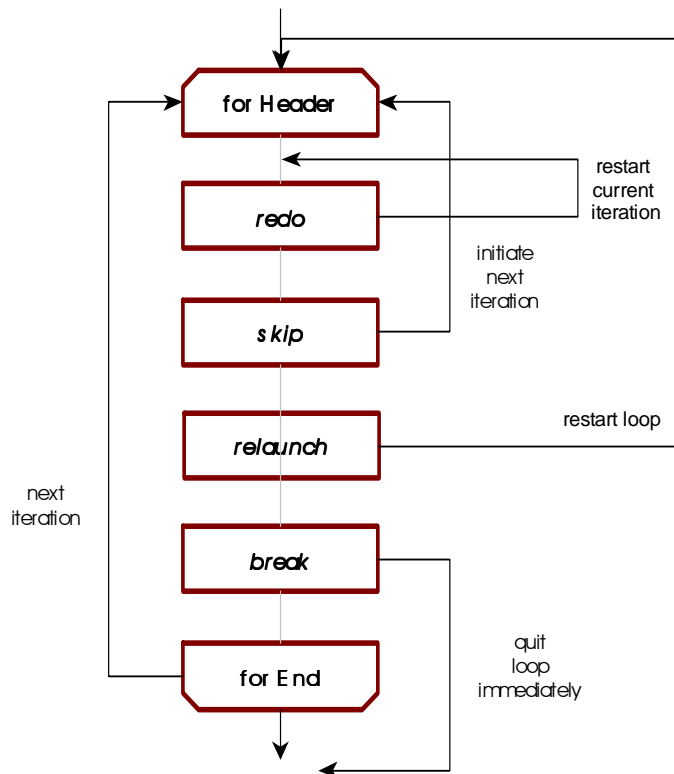 for Header
restart
current
iteration
redo
initiate
next
iteration
skip
restart loop
relaunch
next
iteration
break
quit
loop
immediately
for End